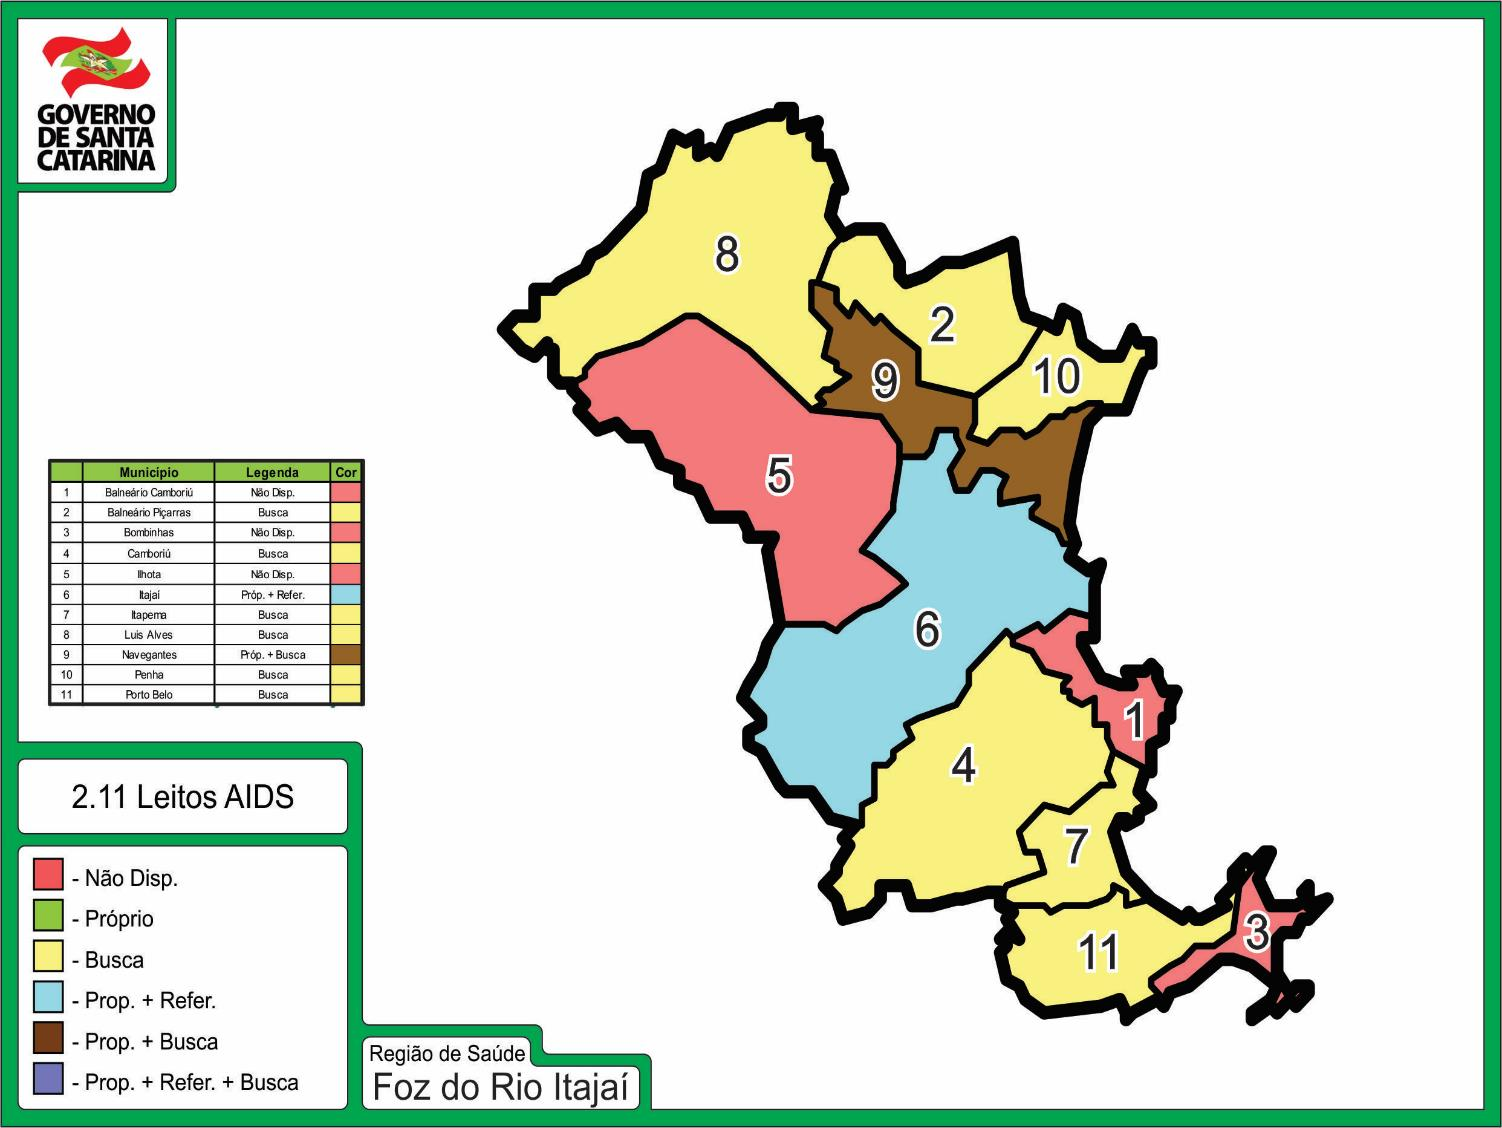 GOVERNO
DE SANTA
CATARINA
8
2
10
9
5
6
1
4
7
3
11
Município Legenda Cor
1 Balneário Camboriú Não Disp.
2 Balneário Piçarras Busca
3 Bombinhas Não Disp.
4 Camboriú Busca
5 Ilhota Não Disp.
6 Itajaí Próp. + Refer.
7 Itapema Busca
8 Luis Alves Busca
9 Navegantes Próp. + Busca
10 Penha Busca
11 Porto Belo Busca
2.11 Leitos AIDS
- Não Disp.
- Próprio
- Busca
- Prop. + Refer.
- Prop. + Busca
- Prop. + Refer. + Busca
Região de Saúde
Foz do Rio Itajaí